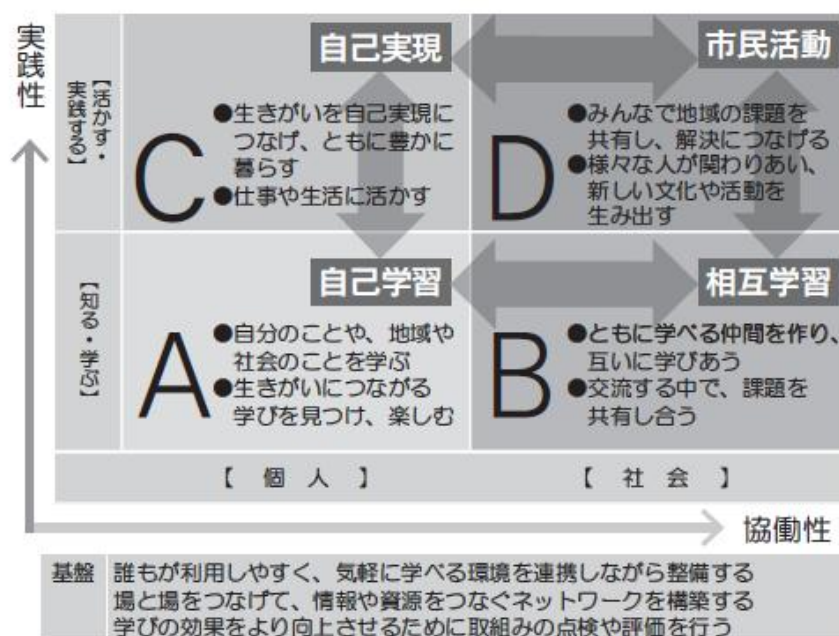 実践性
【活かす・
実践する】
自己実現
C
●生きがいを自己実現に
つなげ、ともに豊かに
暮らす
●仕事や生活に活かす
市民活動
D
●みんなで地域の課題を
共有し、解決につなげる
●様々な人が関わりあい、
新しい文化や活動を
生み出す
【知る・学ぶ】
自己学習
A
●自分のことや、地域や
社会のことを学ぶ
●生きがいにつながる
学びを見つけ、楽しむ
相互学習
B
●ともに学べる仲間を作り、
互いに学びあう
●交流する中で、課題を
共有し合う
【 個 人 】
【 社 会 】
協働性
基盤
誰もが利用しやすく、気軽に学べる環境を連携しながら整備する
場と場をつなげて、情報や資源をつなぐネットワークを構築する
学びの効果をより向上させるために取組みの点検や評価を行う